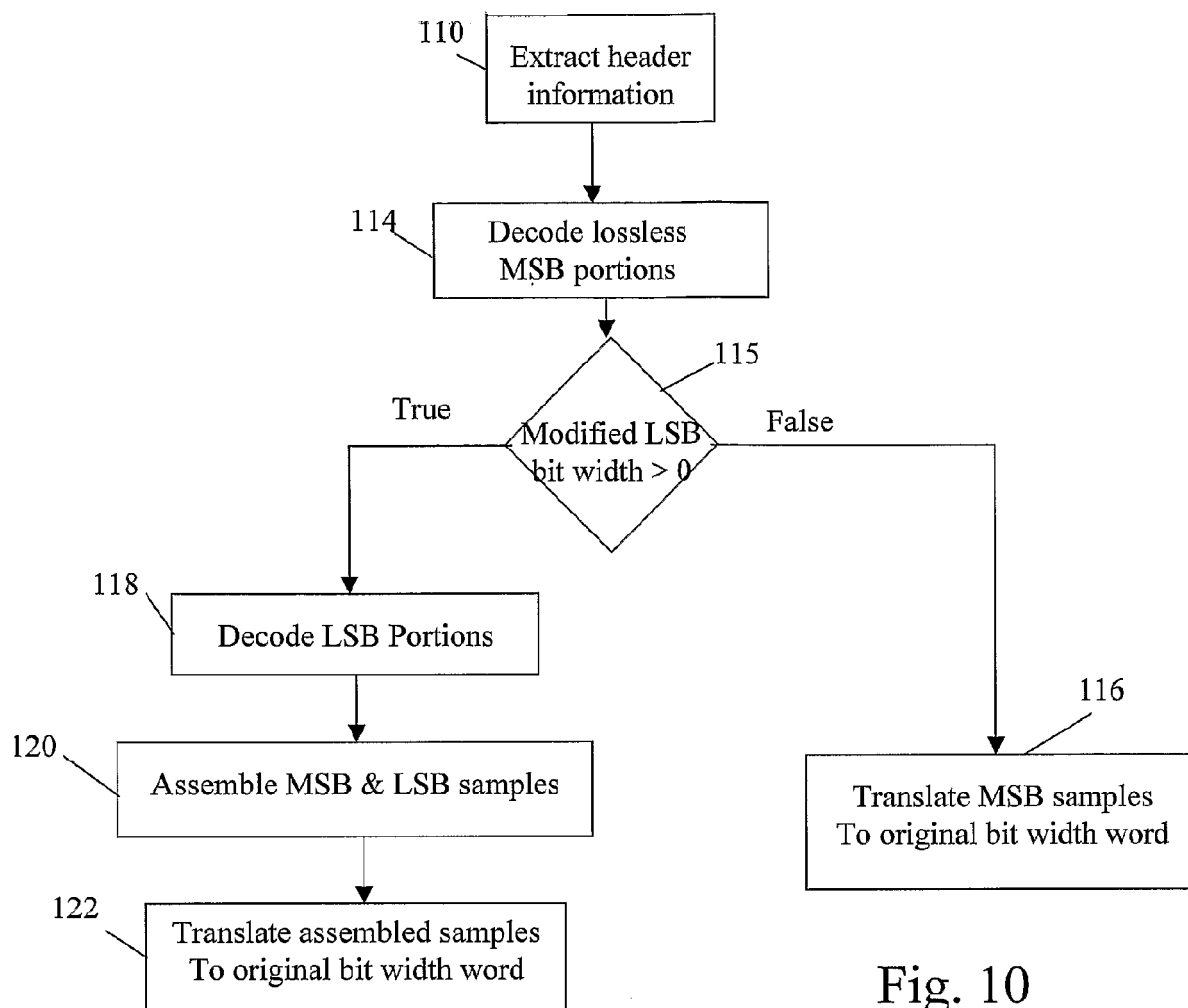 110
Extract header
information
114
Decode lossless
MSB portions
115
True
False
Modified LSB
bit width > 0
118
Decode LSB Portions
116
120
Assemble MSB & LSB samples
Translate MSB samples
To original bit width word
122
Translate assembled samples
To original bit width word
Fig. 10